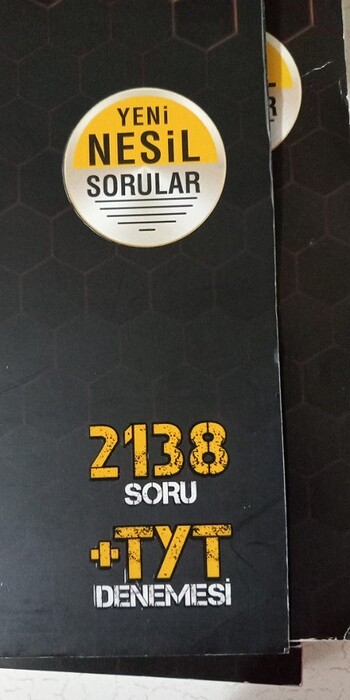 YENİ
NESİL
SORULAR
2138
SORU
+TYT
DENEMESİ